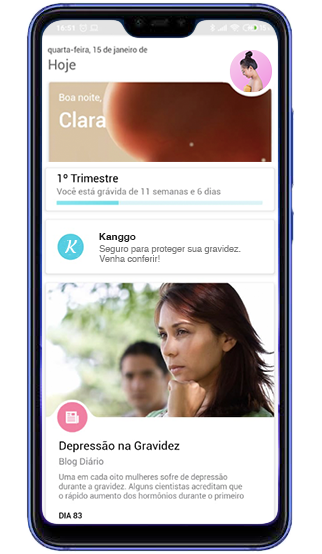 16:51
quarta-feira, 15 de janeiro de
Hoje
Boa noite,
Clara
1º Trimestre
Você está grávida de 11 semanas e 6 dias
K
Kanggo
Seguro para proteger sua gravidez.
Venha conferir!
Depressão na Gravidez
Blog Diário
Uma em cada oito mulheres sofre de depressão
durante a gravidez. Alguns cientistas acreditam que
o rápido aumento dos hormônios durante o primeiro
DIA 83